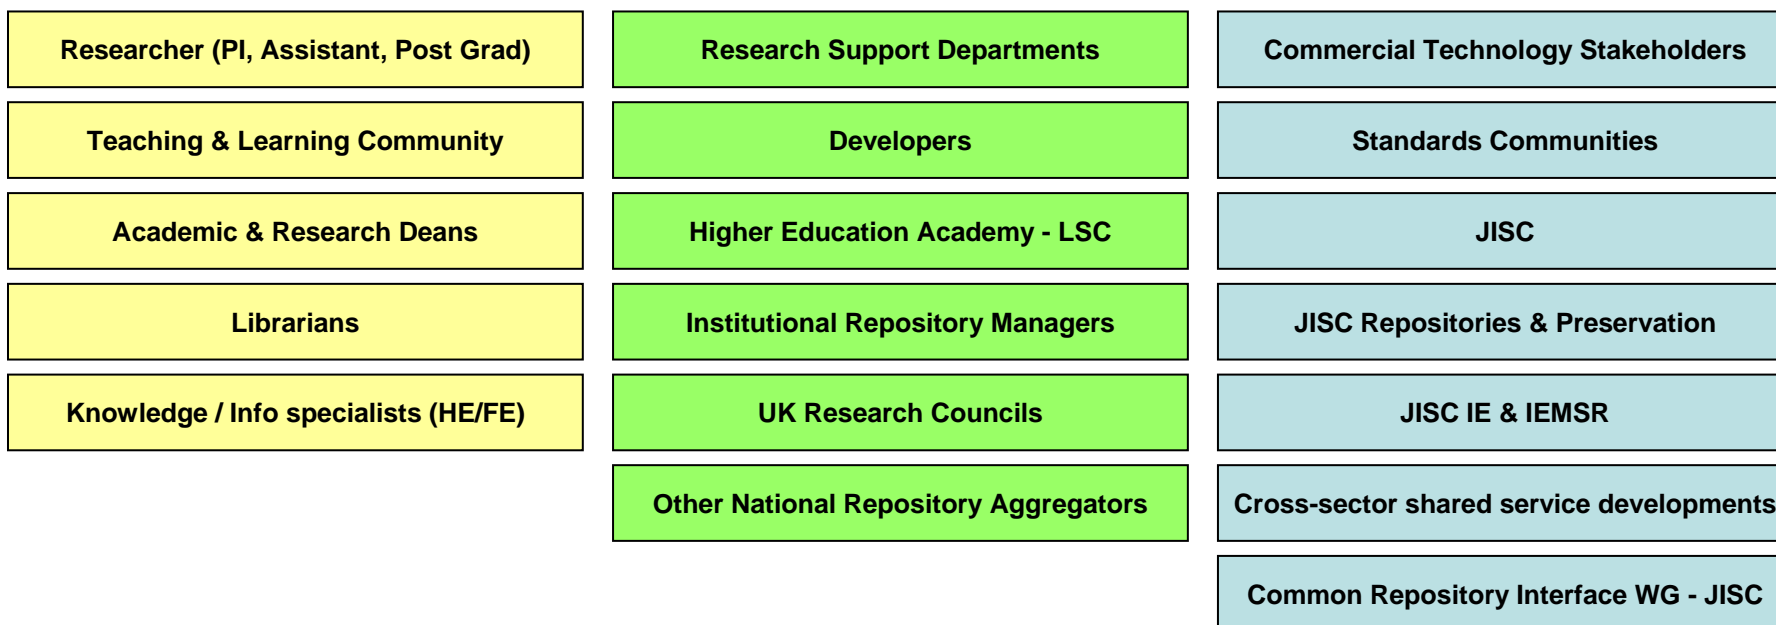 Researcher (PI, Assistant, Post Grad)
Teaching & Learning Community
Academic & Research Deans
Librarians
Knowledge / Info specialists (HE/FE)
Research Support Departments
Developers
Higher Education Academy - LSC
Institutional Repository Managers
UK Research Councils
Other National Repository Aggregators
Commercial Technology Stakeholders
Standards Communities
JISC
JISC Repositories & Preservation
JISC IE & IEMSR
Cross-sector shared service developments
Common Repository Interface WG - JISC